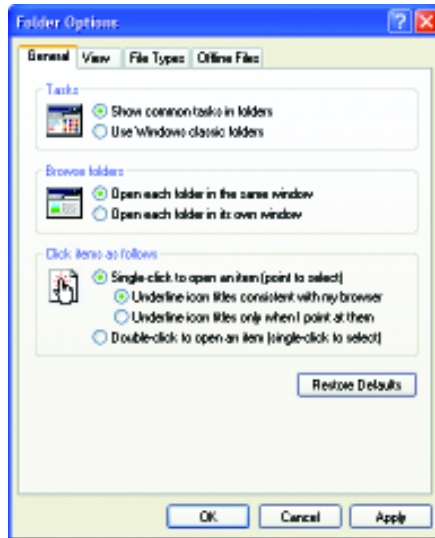 Folder Options
General View File Types Offline Files
Tasks
Show common tasks in folders
Use Windows classic folders
Browse folders
Open each folder in the same window
Open each folder in its own window
Click items as follows
Single-click to open an item (point to select)
Underline icon titles consistent with my browser
Underline icon titles only when I point at them
Double-click to open an item (single-click to select)
Restore Defaults
OK Cancel Apply